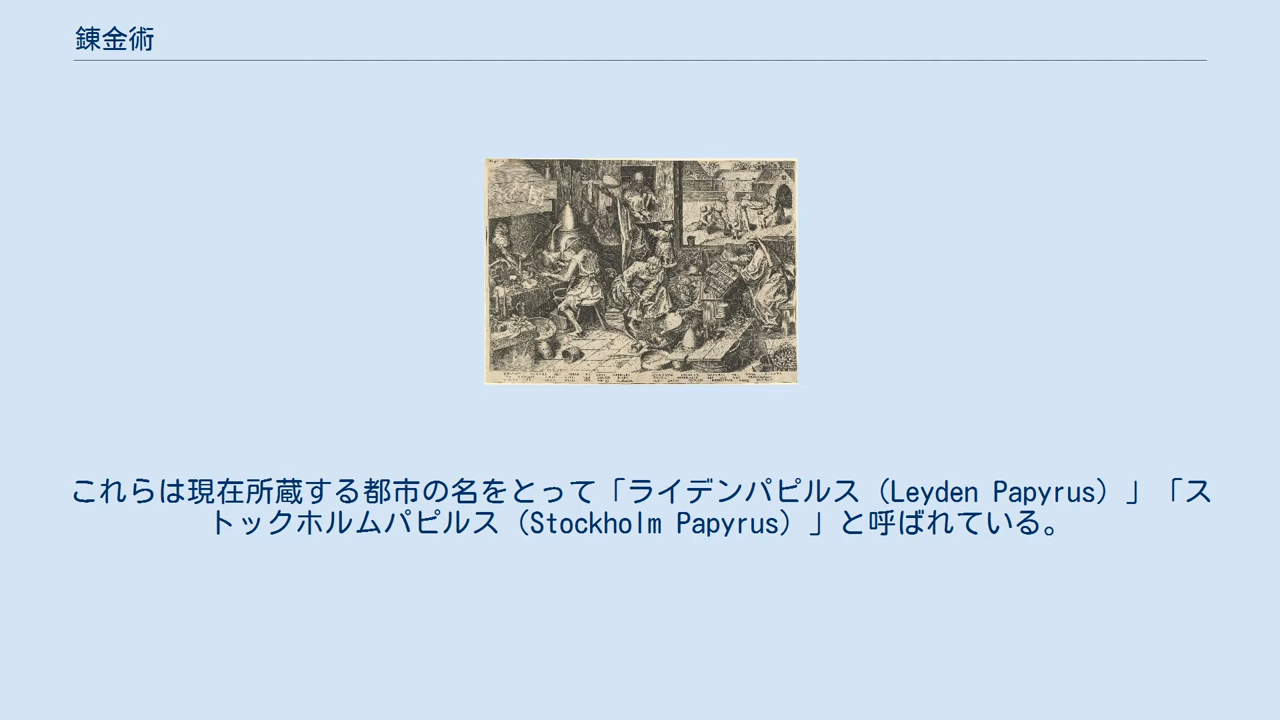 錬金術
これらは現在所蔵する都市の名をとって「ライデンパピルス（Leyden Papyrus）」「ス
トックホルムパピルス（Stockholm Papyrus）」と呼ばれている。